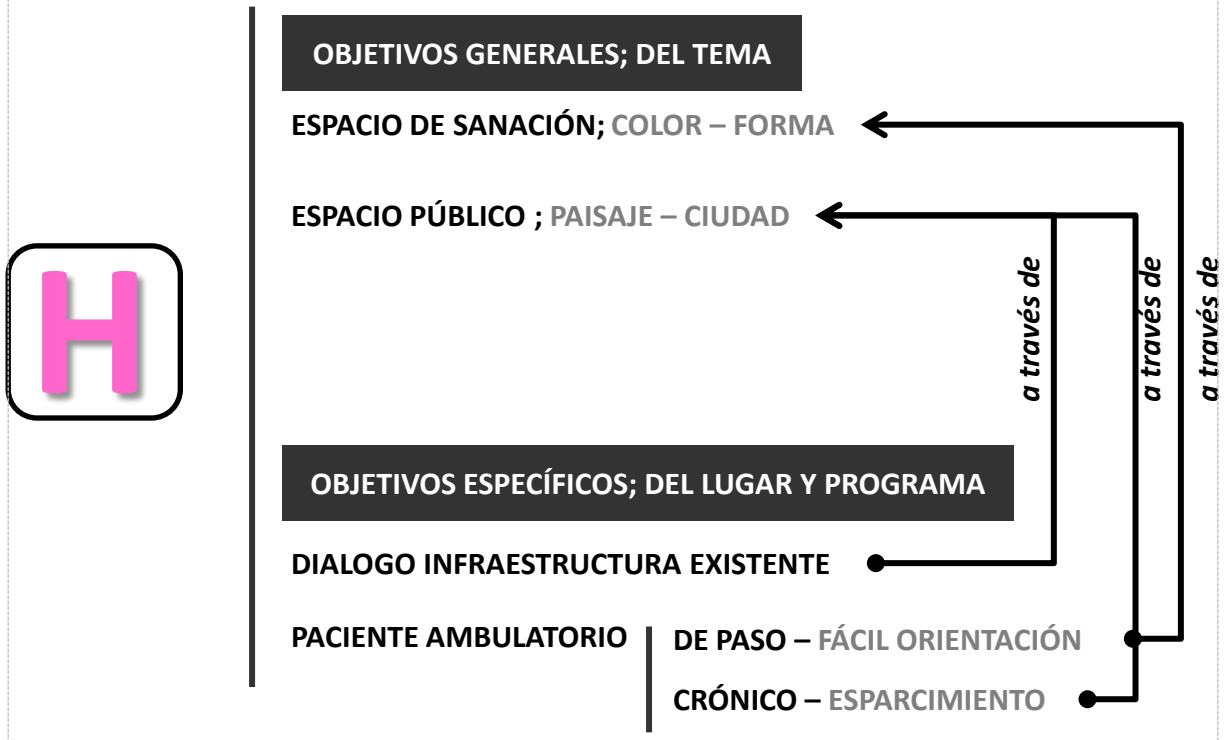 OBJETIVOS GENERALES; DEL TEMA
ESPACIO DE SANACIÓN; COLOR – FORMA
ESPACIO PÚBLICO ; PAISAJE – CIUDAD
H
a través de
a través de
a través de
OBJETIVOS ESPECÍFICOS; DEL LUGAR Y PROGRAMA
DIALOGO INFRAESTRUCTURA EXISTENTE
PACIENTE AMBULATORIO
DE PASO – FÁCIL ORIENTACIÓN
CRÓNICO – ESPARCIMIENTO